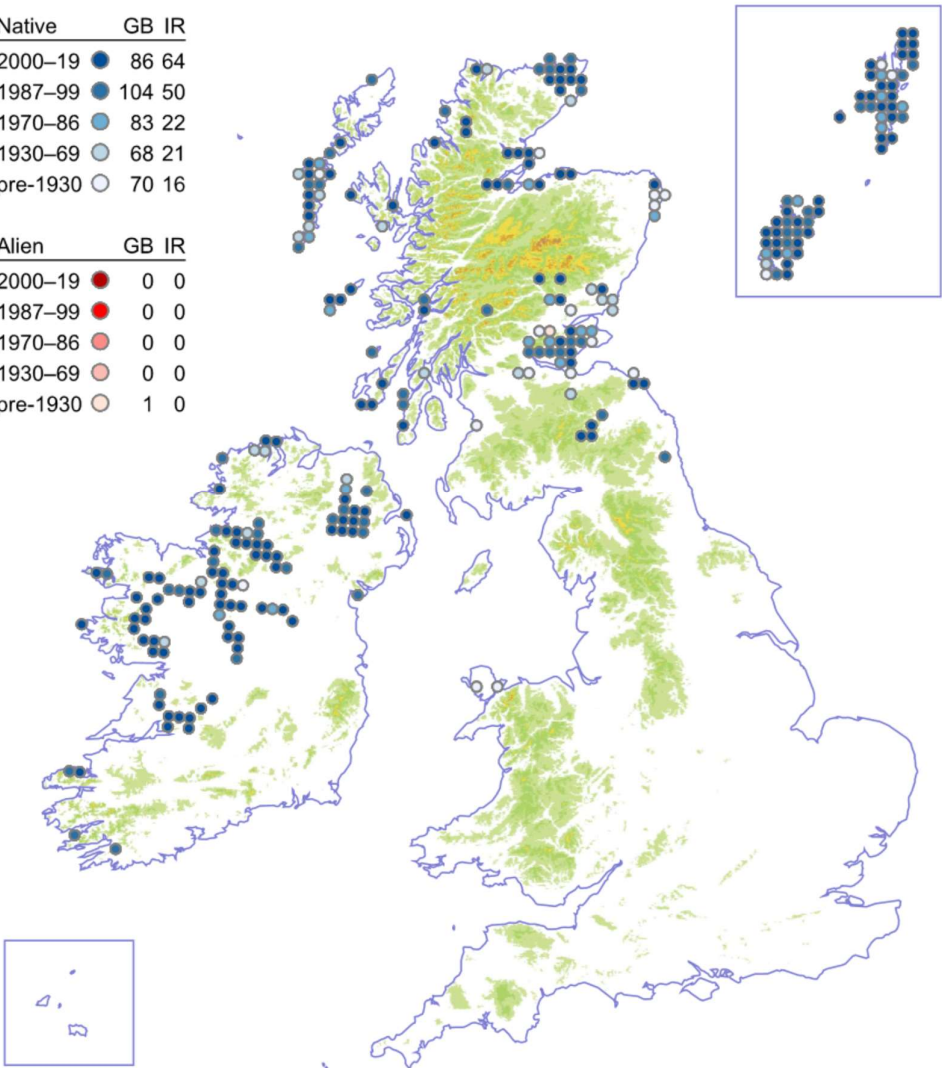 Native GB IR
2000–19 86 64
1987–99 104 50
1970–86 83 22
1930–69 68 21
pre-1930 70 16
Alien GB IR
2000–19 0 0
1987–99 0 0
1970–86 0 0
1930–69 0 0
pre-1930 1 0